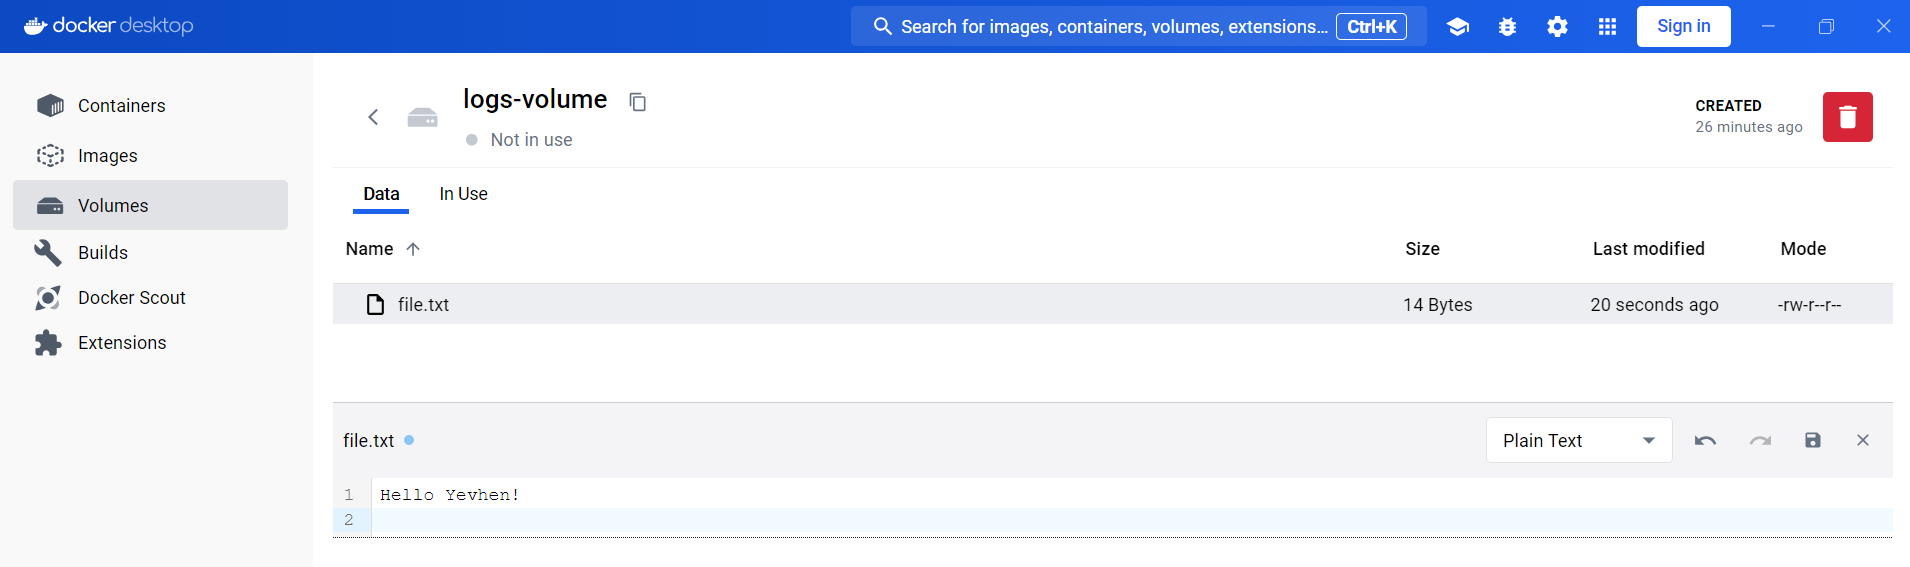 docker desktop
Search for images, containers, volumes, extensions... Ctrl+K
Sign in
Containers
Images
Volumes
Builds
Docker Scout
Extensions
logs-volume
Not in use
CREATED
26 minutes ago
Data In Use
Name Size Last modified Mode
file.txt 14 Bytes 20 seconds ago -rw-r--r--
file.txt Plain Text
1 Hello Yevhen!
2